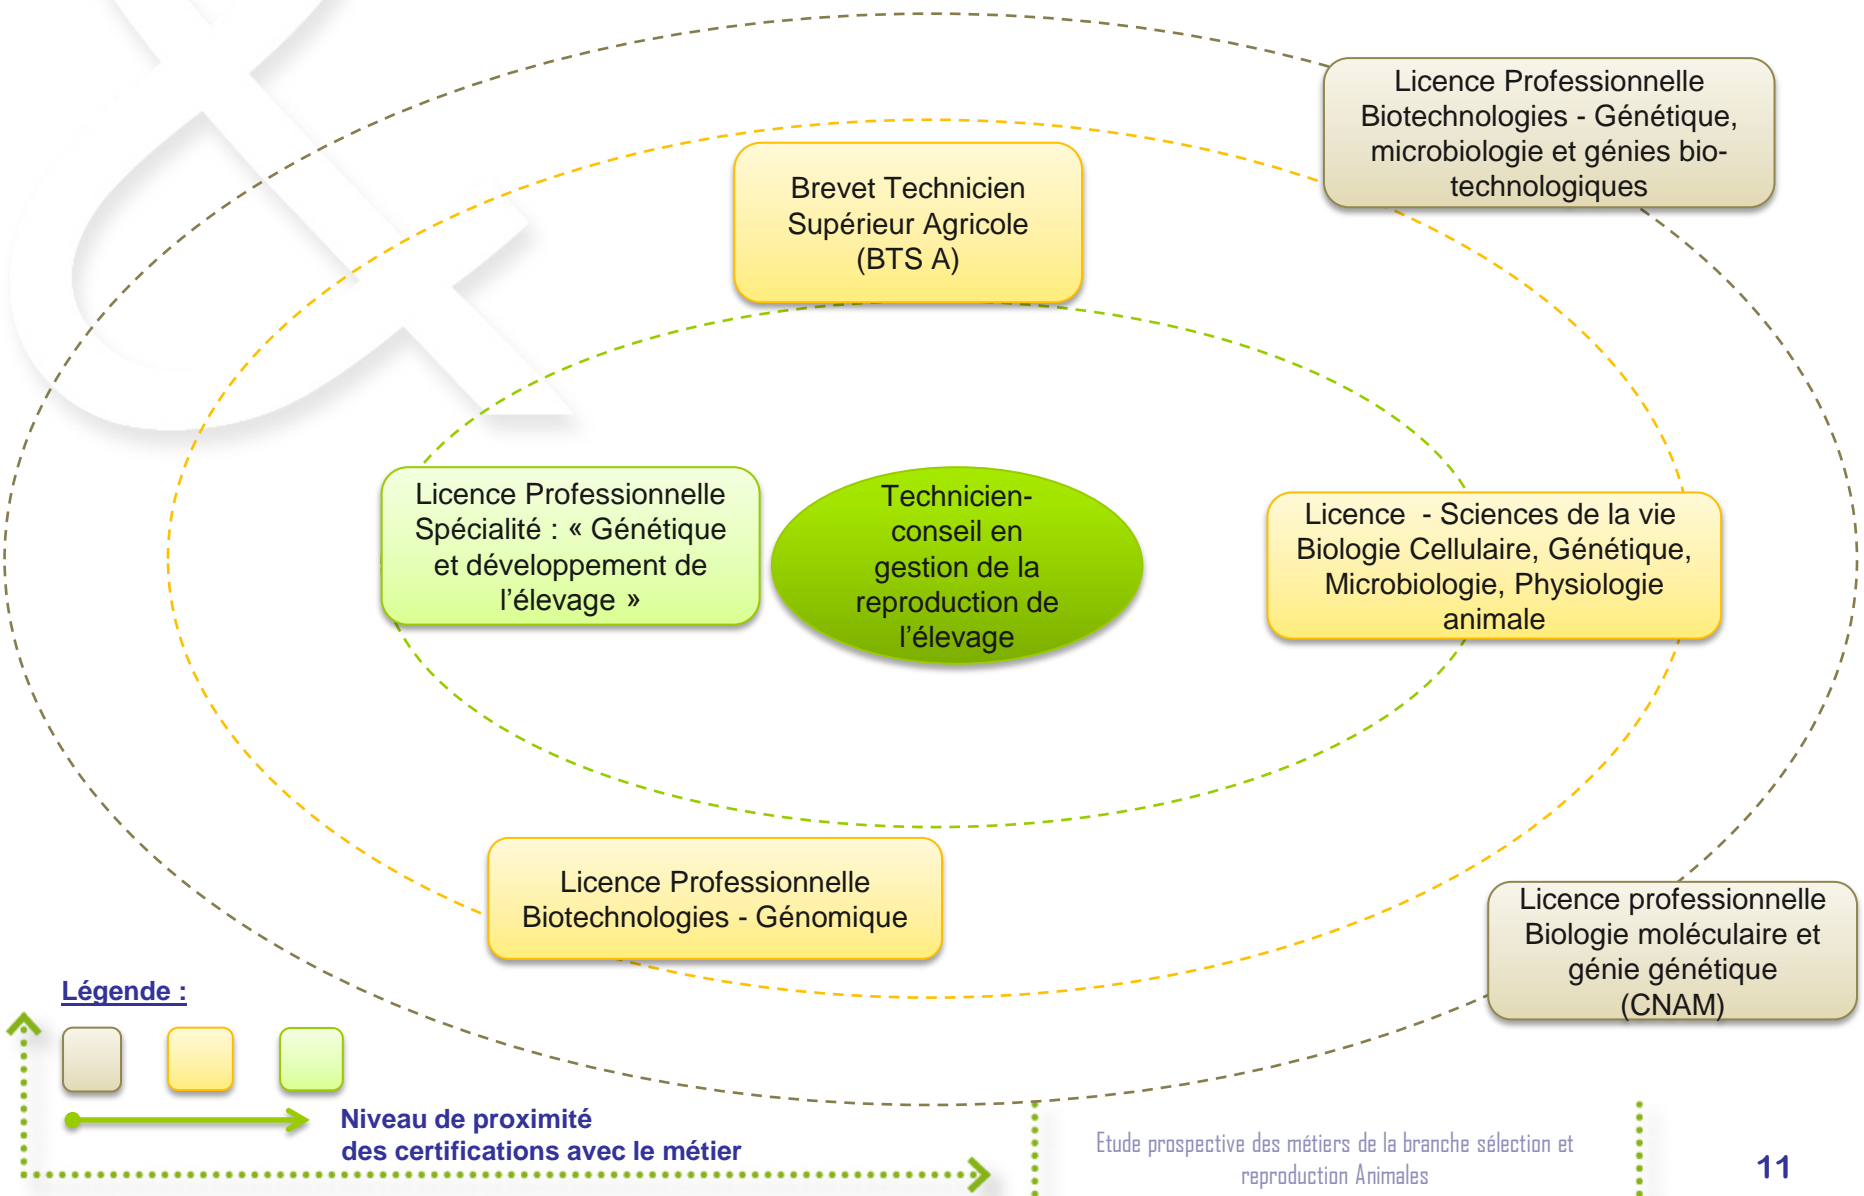 Licence Professionnelle
Biotechnologies - Génétique,
microbiologie et génies bio-
technologiques
Brevet Technicien
Supérieur Agricole
(BTS A)
Licence Professionnelle
Spécialité : « Génétique
et développement de
l’élevage »
Technicien-
conseil en
gestion de la
reproduction de
l’élevage
Licence - Sciences de la vie
Biologie Cellulaire, Génétique,
Microbiologie, Physiologie
animale
Licence Professionnelle
Biotechnologies - Génomique
Licence professionnelle
Biologie moléculaire et
génie génétique
(CNAM)
Légende :
Niveau de proximité
des certifications avec le métier
Etude prospective des métiers de la branche sélection et
reproduction Animales
11